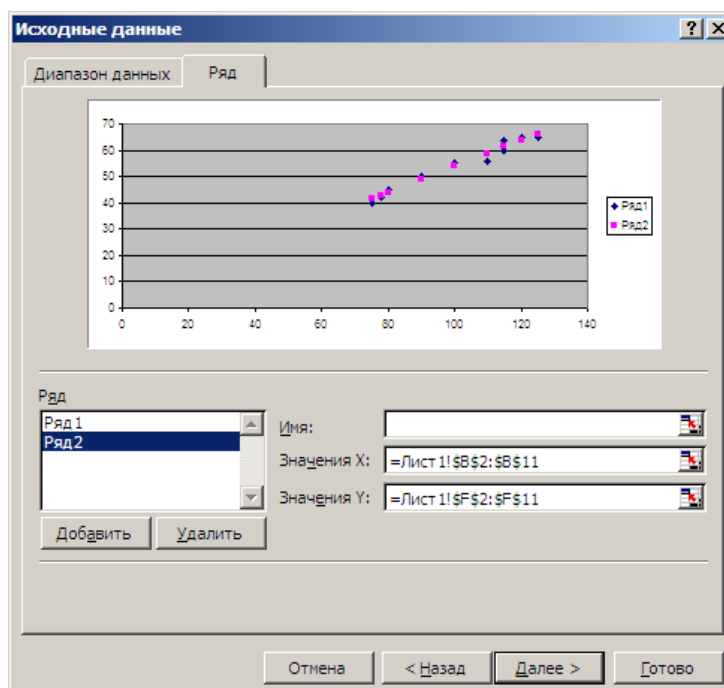 Исходные данные
Диапазон данных Ряд
70
60
50
40
30
20
10
0
0 20 40 60 80 100 120 140
Ряд1
Ряд2
Ряд
Ряд1
Ряд2
Имя:
Значения X: =Лист1!$B$2:$B$11
Значения Y: =Лист1!$F$2:$F$11
Добавить Удалить
Отмена < Назад Далее > Готово